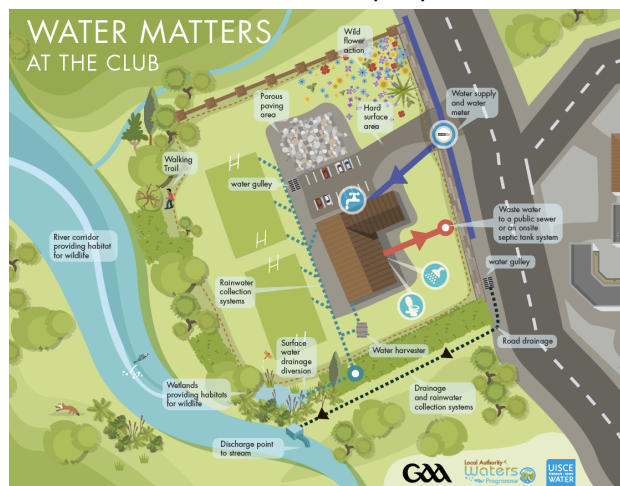 WATER MATTERS
AT THE CLUB
Wild
flower
action
Porous
paving
area
Hard
surface
area
Water supply
and water
meter
Walking
Trail
water gulley
River corridor
providing habitat
for wildlife
Waste water
to a public sewer
or an onsite
septic tank system
water gulley
Rainwater
collection
systems
Surface
water
drainage
diversion
Water harvester
Road drainage
Wetlands
providing habitats
for wildlife
Drainage
and rainwater
collection systems
Discharge point
to stream
GAA
Local Authority
Waters
Programme
UISCE
ÉIREANN : IRISH
WATER